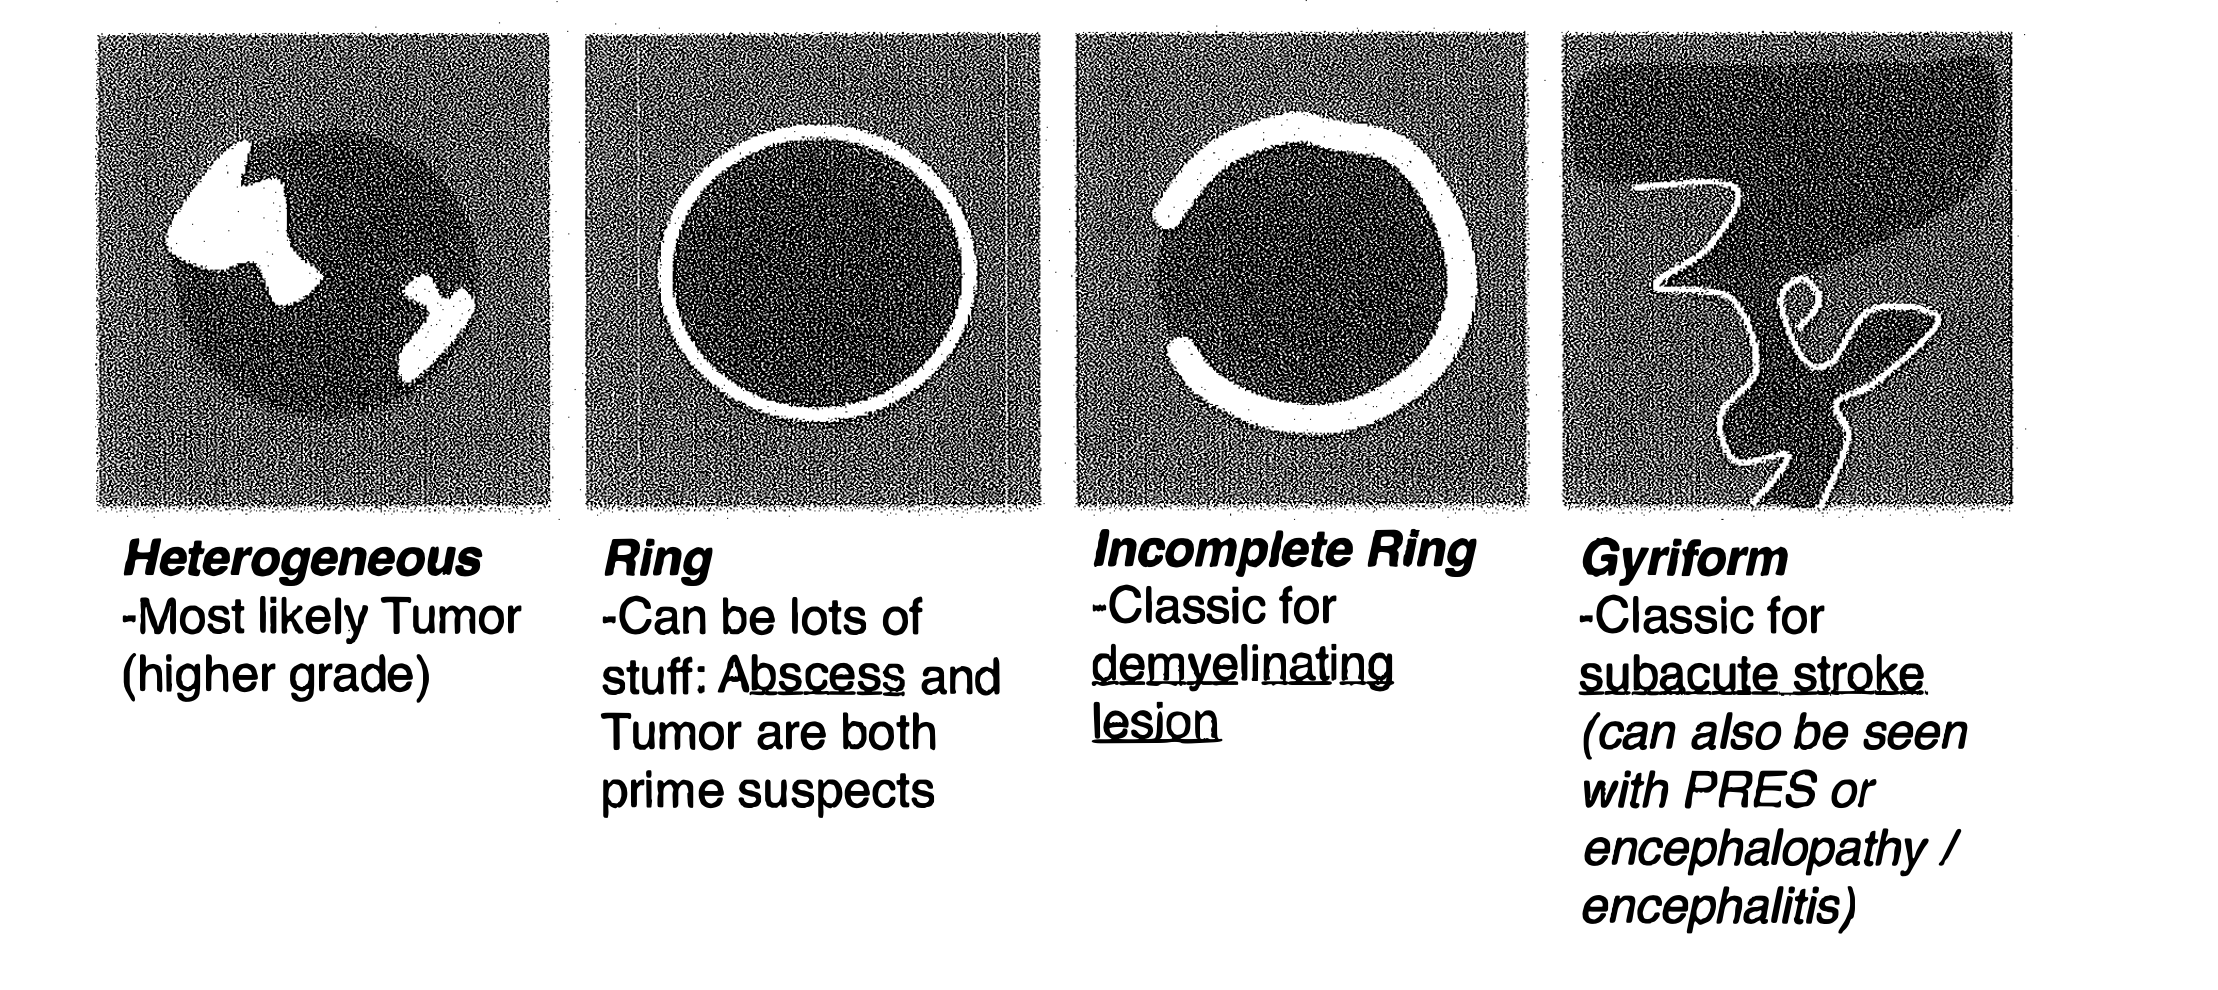 Heterogeneous
-Most likely Tumor
(higher grade)
Ring
-Can be lots of
stuff: Abscess and
Tumor are both
prime suspects
Incomplete Ring
-Classic for
demyelinating
lesion
Gyriform
-Classic for
subacute stroke
(can also be seen
with PRES or
encephalopathy /
encephalitis)